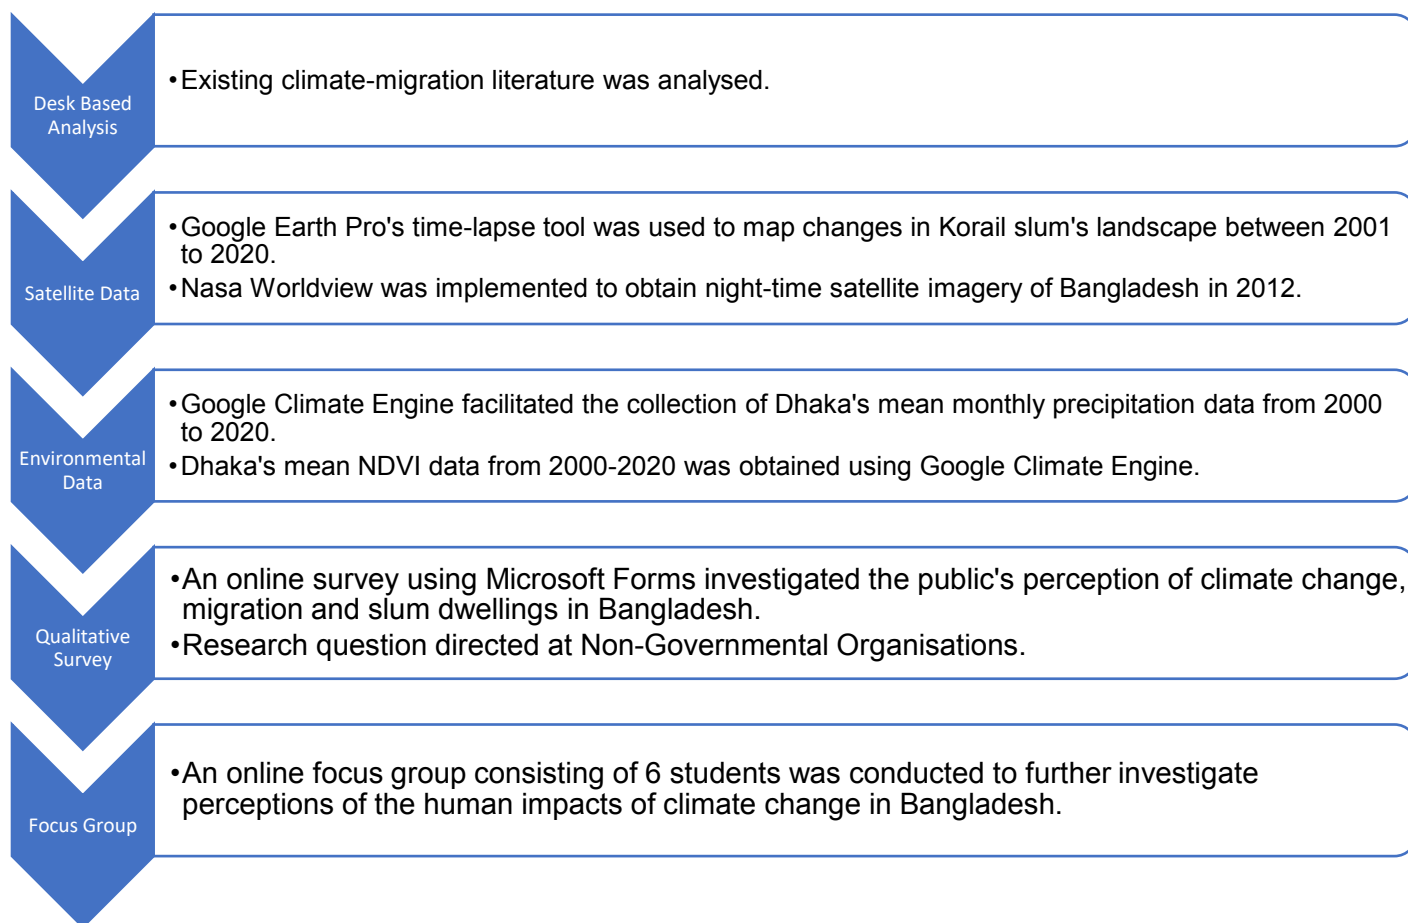 Desk Based
Analysis
•Existing climate-migration literature was analysed.
Satellite Data
•Google Earth Pro's time-lapse tool was used to map changes in Korail slum's landscape between 2001
to 2020.
•Nasa Worldview was implemented to obtain night-time satellite imagery of Bangladesh in 2012.
Environmental
Data
•Google Climate Engine facilitated the collection of Dhaka's mean monthly precipitation data from 2000
to 2020.
•Dhaka's mean NDVI data from 2000-2020 was obtained using Google Climate Engine.
Qualitative
Survey
•An online survey using Microsoft Forms investigated the public's perception of climate change,
migration and slum dwellings in Bangladesh.
•Research question directed at Non-Governmental Organisations.
Focus Group
•An online focus group consisting of 6 students was conducted to further investigate
perceptions of the human impacts of climate change in Bangladesh.